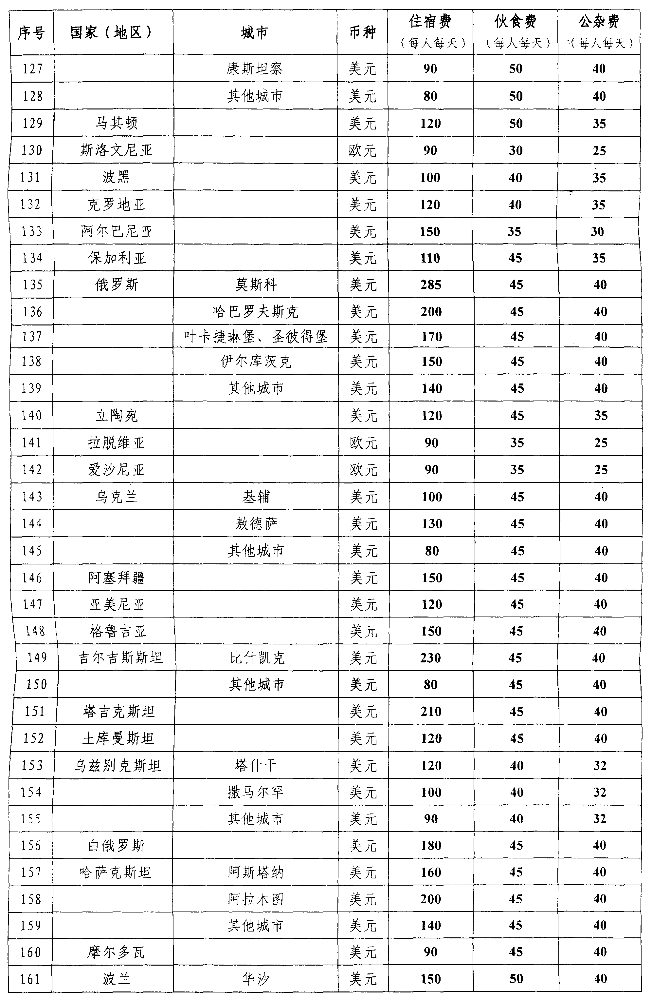 序号 国家（地区） 城市 币种 住宿费 伙食费 公杂费
（每人每天） （每人每天） （每人每天）
127 康斯坦察 美元 90 50 40
128 其他城市 美元 80 50 40
129 马其顿 美元 120 50 35
130 斯洛文尼亚 欧元 90 30 25
131 波黑 美元 100 40 35
132 克罗地亚 美元 120 40 35
133 阿尔巴尼亚 美元 150 35 30
134 保加利亚 美元 110 45 35
135 俄罗斯 莫斯科 美元 285 45 40
136 哈巴罗夫斯克 美元 200 45 40
137 叶卡捷琳堡、圣彼得堡 美元 170 45 40
138 伊尔库茨克 美元 150 45 40
139 其他城市 美元 140 45 40
140 立陶宛 美元 120 45 35
141 拉脱维亚 欧元 90 35 25
142 爱沙尼亚 欧元 90 35 25
143 乌克兰 基辅 美元 100 45 40
144 敖德萨 美元 130 45 40
145 其他城市 美元 80 45 40
146 阿塞拜疆 美元 150 45 40
147 亚美尼亚 美元 120 45 40
148 格鲁吉亚 美元 150 45 40
149 吉尔吉斯斯坦 比什凯克 美元 230 45 40
150 其他城市 美元 80 45 40
151 塔吉克斯坦 美元 210 45 40
152 土库曼斯坦 美元 120 45 40
153 乌兹别克斯坦 塔什干 美元 120 40 32
154 撒马尔罕 美元 100 40 32
155 其他城市 美元 90 40 32
156 白俄罗斯 美元 180 45 40
157 哈萨克斯坦 阿斯塔纳 美元 160 45 40
158 阿拉木图 美元 200 45 40
159 其他城市 美元 140 45 40
160 摩尔多瓦 美元 90 45 40
161 波兰 华沙 美元 150 50 40